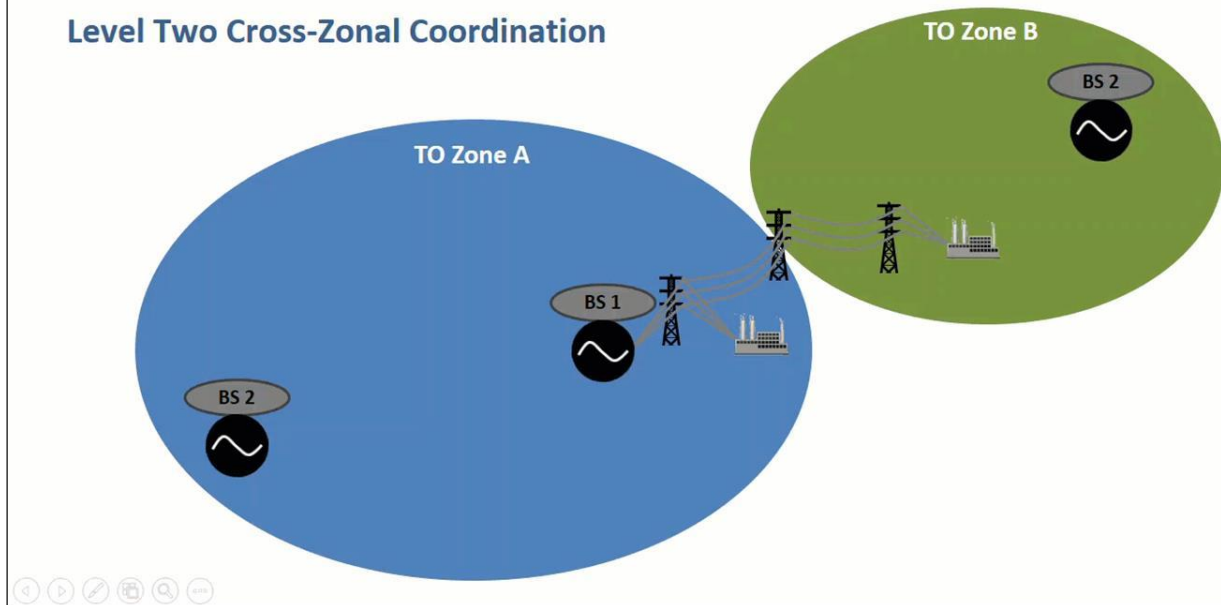 Level Two Cross-Zonal Coordination
TO Zone B
BS 2
TO Zone A
BS 1
BS 2